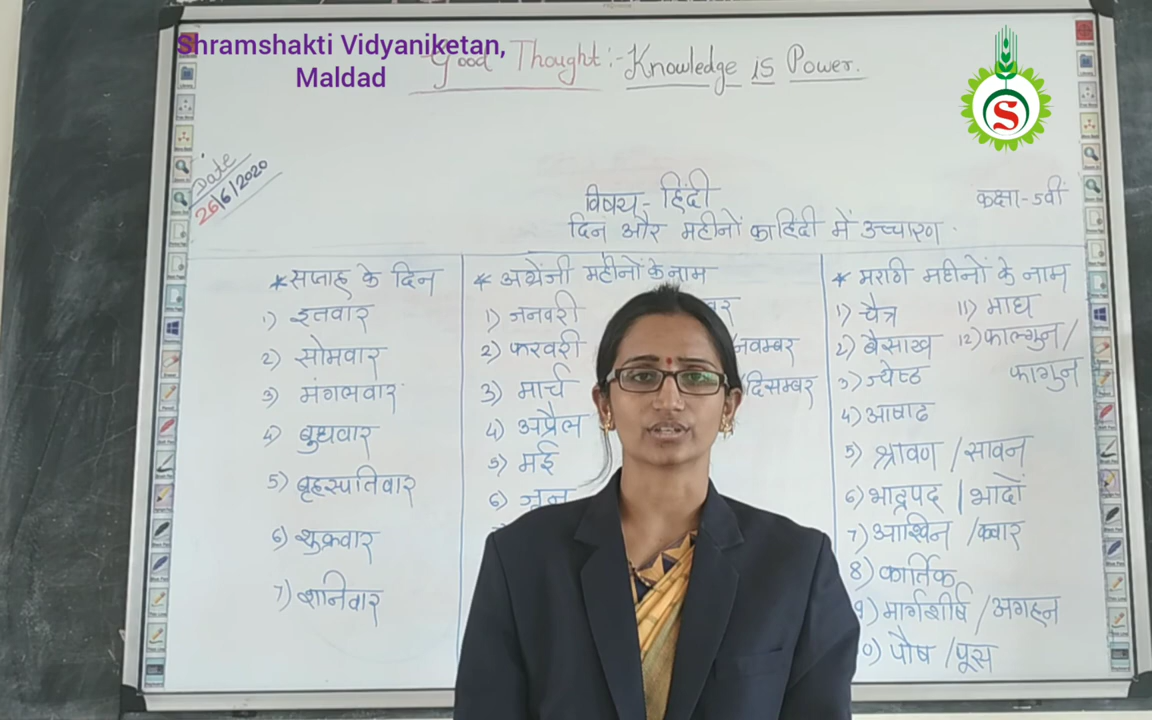 Shramshakti Vidyaniketan,
Maldad
Good Thought:- Knowledge is Power.
S
Date
26/6/2020
विषय- हिंदी
कक्षा-5वीं
दिन और महीनों का हिंदी में उच्चारण.
*सप्ताह के दिन
1) इतवार
2) सोमवार
3) मंगलवार
4) बुधवार
5) बृहस्पतिवार
6) शुक्रवार
7) शनिवार
* अंग्रेजी महीनों के नाम
1) जनवरी
2) फरवरी
3) मार्च
4) अप्रैल
5) मई
6) जून
/नवम्बर
/दिसम्बर
* मराठी महीनों के नाम
1) चैत्र
2) बैसाख
3) ज्येष्ठ
4) आषाढ
5) श्रावण / सावन
6) भाद्रपद / भादों
7) आश्विन / क्वार
8) कार्तिक
9) मार्गशीर्ष / अगहन
0) पौष / पूस
11) माघ
12) फाल्गुन /
फागुन